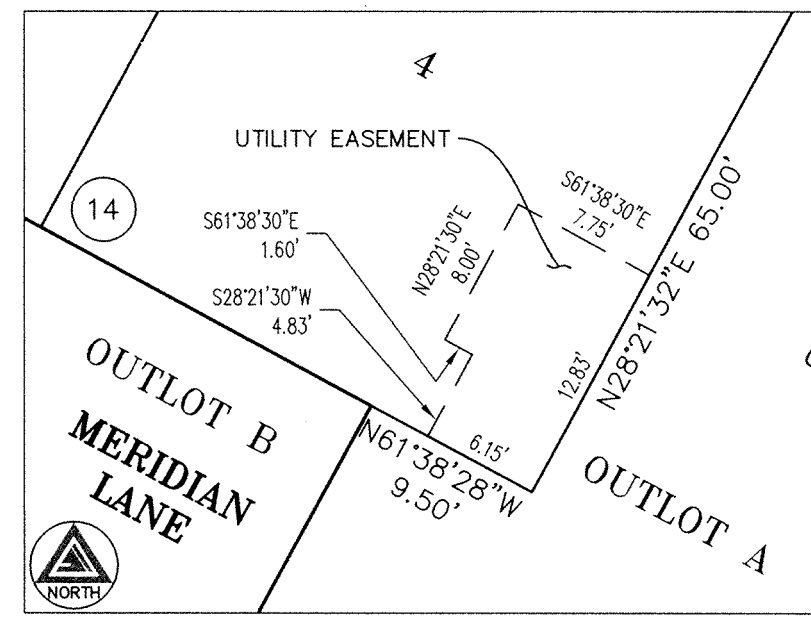 4
UTILITY EASEMENT
S61°38'30"E
7.75'
14
S61°38'30"E
1.60'
N28°21'30"E
8.00'
S28°21'30"W
4.83'
N28°21'32"E 65.00'
12.83'
OUTLOT B
MERIDIAN
LANE
6.15'
N61°38'28"W
9.50'
OUTLOT A
NORTH